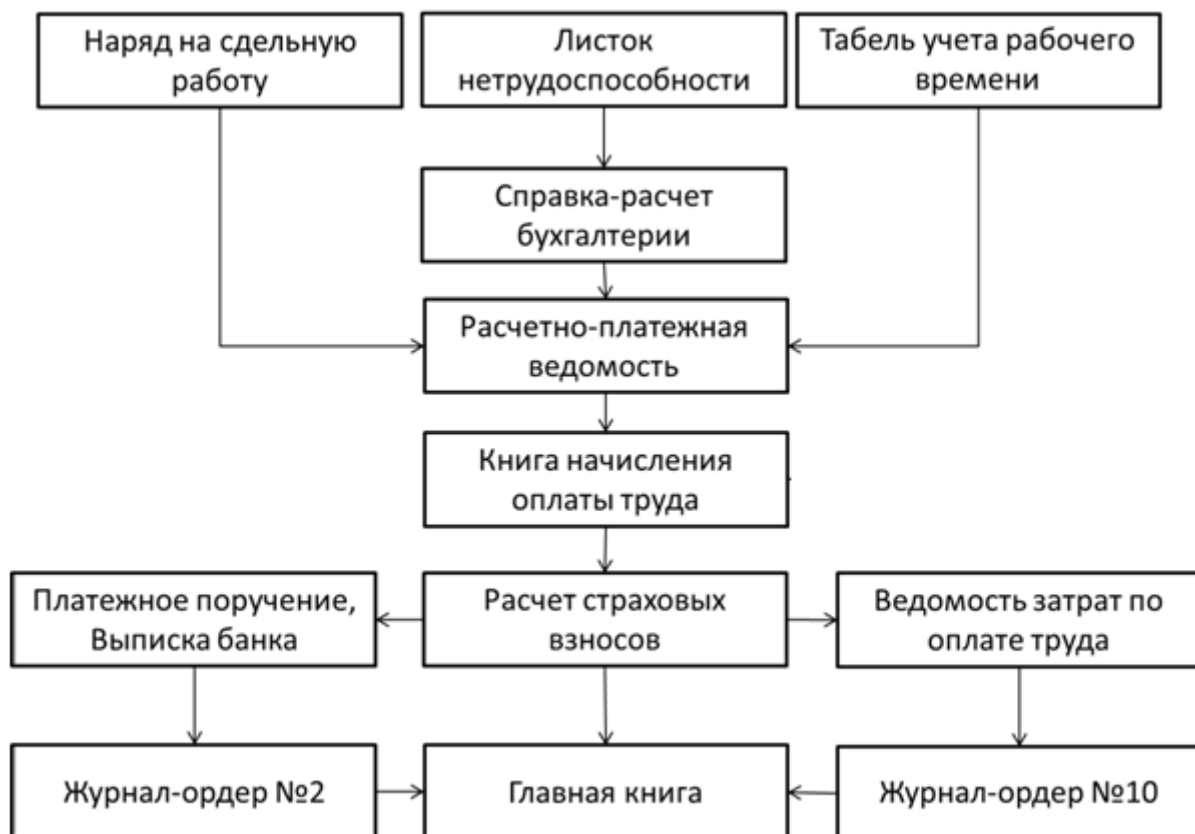 Наряд на сдельную
работу
Листок
нетрудоспособности
Табель учета рабочего
времени
Справка-расчет
бухгалтерии
Расчетно-платежная
ведомость
Книга начисления
оплаты труда
Платежное поручение,
Выписка банка
Расчет страховых
взносов
Ведомость затрат по
оплате труда
Журнал-ордер №2
Главная книга
Журнал-ордер №10